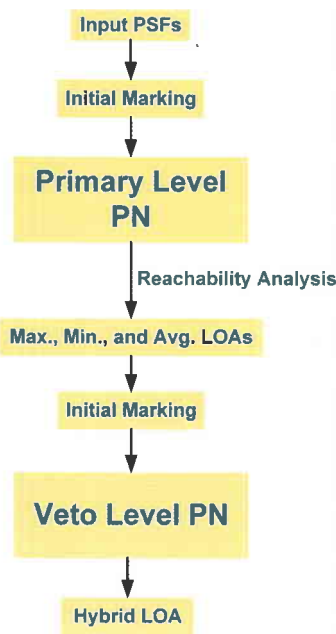 Input PSFs
Initial Marking
Primary Level
PN
Reachability Analysis
Max., Min., and Avg. LOAs
Initial Marking
Veto Level PN
Hybrid LOA